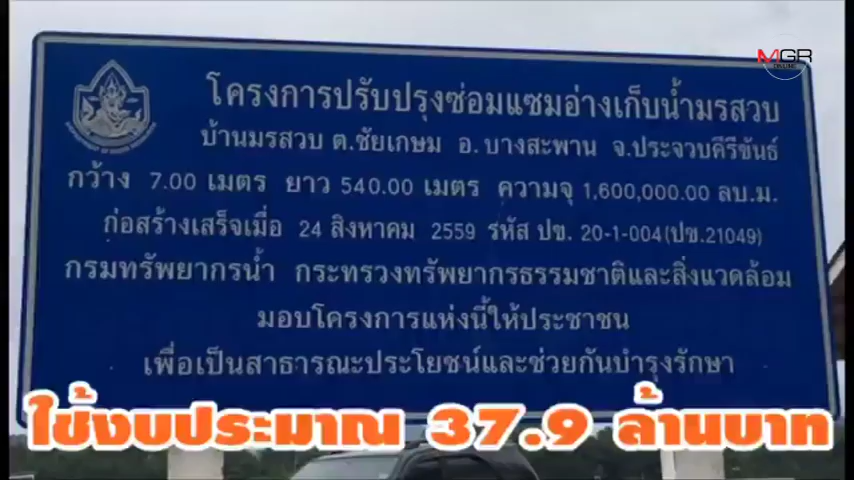 MGR
ONLINE
โครงการปรับปรุงซ่อมแซมอ่างเก็บน้ำมรสวบ
บ้านมรสวบ ต.ชัยเกษม อ.บางสะพาน จ.ประจวบคีรีขันธ์
กว้าง 7.00 เมตร ยาว 540.00 เมตร ความจุ 1,600,000.00 ลบ.ม.
ก่อสร้างเสร็จเมื่อ 24 สิงหาคม 2559 รหัส ปข. 20-1-004(ปข.21049)
กรมทรัพยากรน้ำ กระทรวงทรัพยากรธรรมชาติและสิ่งแวดล้อม
มอบโครงการแห่งนี้ให้ประชาชน
เพื่อเป็นสาธารณะประโยชน์และช่วยกันบำรุงรักษา
ใช้งบประมาณ 37.9 ล้านบาท